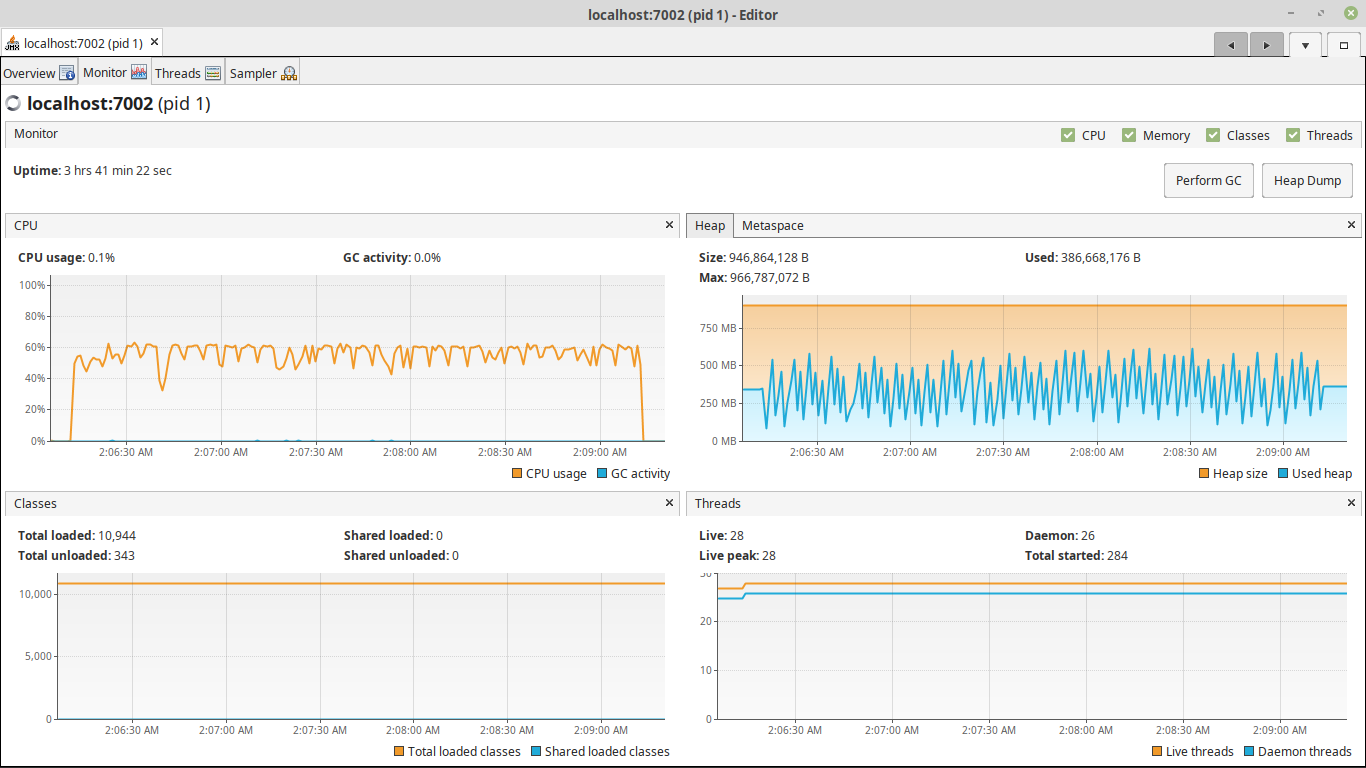 localhost:7002 (pid 1) - Editor
JMX localhost:7002 (pid 1)
Overview Monitor Threads Sampler
localhost:7002 (pid 1)
Monitor CPU Memory Classes Threads
Uptime: 3 hrs 41 min 22 sec
Perform GC Heap Dump
CPU
CPU usage: 0.1% GC activity: 0.0%
100%
80%
60%
40%
20%
0%
2:06:30 AM 2:07:00 AM 2:07:30 AM 2:08:00 AM 2:08:30 AM 2:09:00 AM
CPU usage GC activity
Heap Metaspace
Size: 946,864,128 B Used: 386,668,176 B
Max: 966,787,072 B
750 MB
500 MB
250 MB
0 MB
2:06:30 AM 2:07:00 AM 2:07:30 AM 2:08:00 AM 2:08:30 AM 2:09:00 AM
Heap size Used heap
Classes
Total loaded: 10,944 Shared loaded: 0
Total unloaded: 343 Shared unloaded: 0
10,000
5,000
0
2:06:30 AM 2:07:00 AM 2:07:30 AM 2:08:00 AM 2:08:30 AM 2:09:00 AM
Total loaded classes Shared loaded classes
Threads
Live: 28 Daemon: 26
Live peak: 28 Total started: 284
30
20
10
0
2:06:30 AM 2:07:00 AM 2:07:30 AM 2:08:00 AM 2:08:30 AM 2:09:00 AM
Live threads Daemon threads